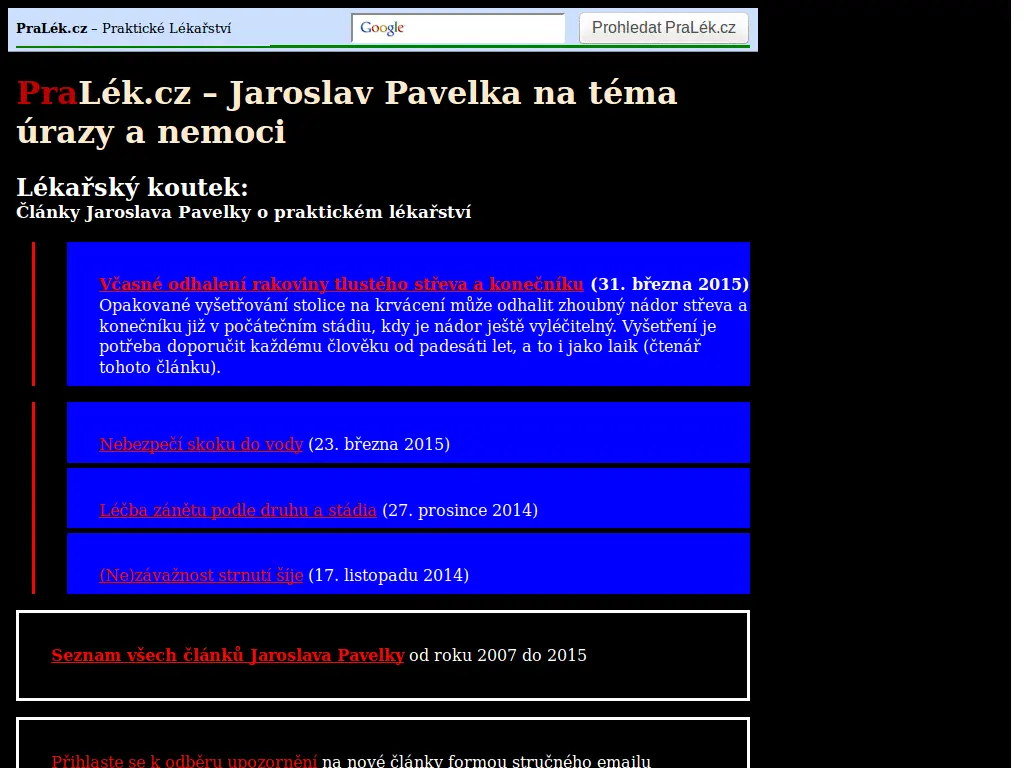 PraLék.cz – Praktické Lékařství
Google
Prohledat PraLék.cz
PraLék.cz – Jaroslav Pavelka na téma
úrazy a nemoci
Lékařský koutek:
Články Jaroslava Pavelky o praktickém lékařství
Včasné odhalení rakoviny tlustého střeva a konečníku (31. března 2015)
Opakované vyšetřování stolice na krvácení může odhalit zhoubný nádor střeva a
konečníku již v počátečním stádiu, kdy je nádor ještě vyléčitelný. Vyšetření je
potřeba doporučit každému člověku od padesáti let, a to i jako laik (čtenář
tohoto článku).
Nebezpečí skoku do vody (23. března 2015)
Léčba zánětu podle druhu a stádia (27. prosince 2014)
(Ne)závažnost strnutí šíje (17. listopadu 2014)
Seznam všech článků Jaroslava Pavelky od roku 2007 do 2015
Přihlaste se k odběru upozornění na nové články formou stručného emailu